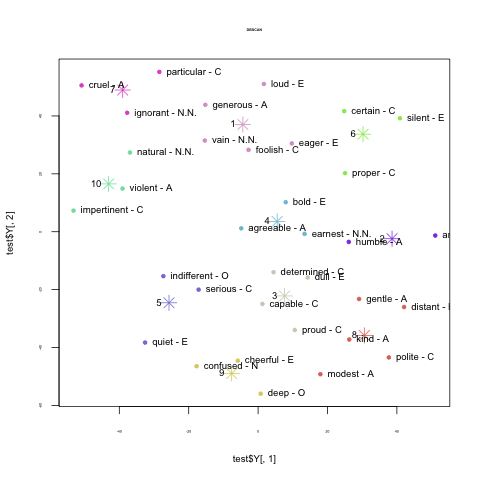 DBSCAN
particular - C
cruel - A
7
loud - E
generous - A
certain - C
ignorant - N.N.
silent - E
1
6
vain - N.N.
eager - E
foolish - C
natural - N.N.
proper - C
10
violent - A
bold - E
impertinent - C
4
agreeable - A
earnest - N.N.
2
humble - A
indifferent - O
determined - C
dull - E
serious - C
3
5
capable - C
gentle - A
distant -
proud - C
8
kind - A
quiet - E
polite - C
cheerful - E
confused - N
9
modest - A
deep - O
test$Y[, 1]
test$Y[, 2]